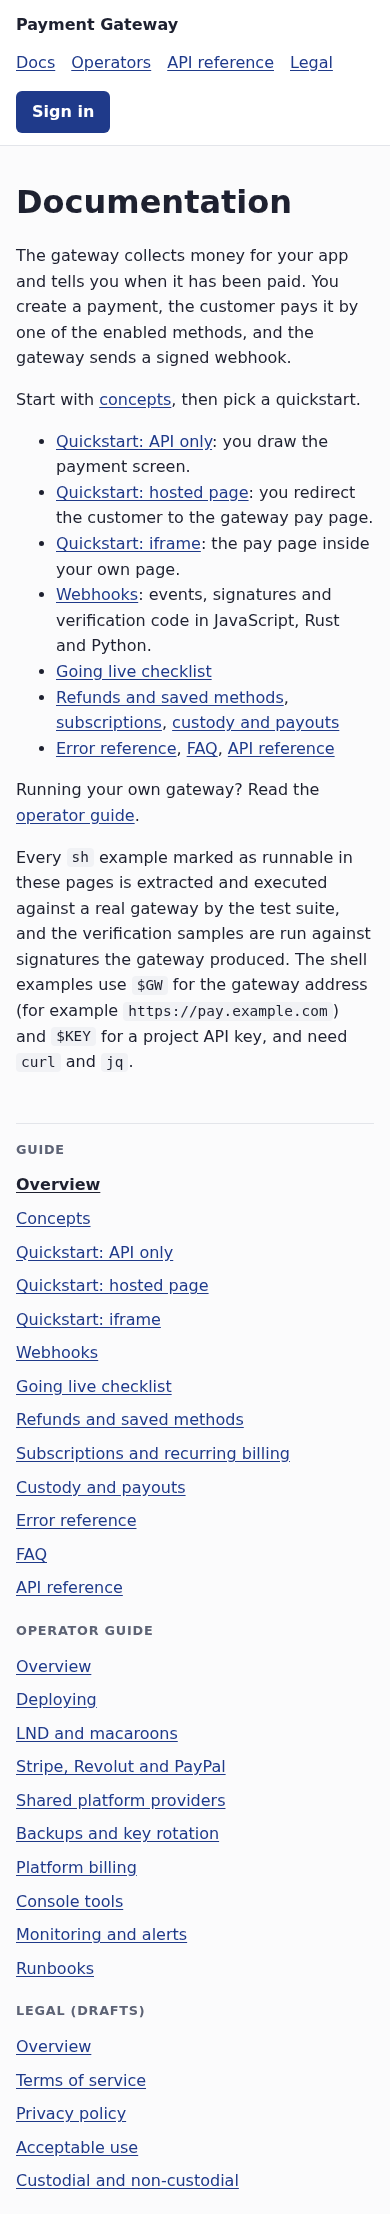 Payment Gateway
Docs Operators API reference Legal
Sign in
Documentation
The gateway collects money for your app
and tells you when it has been paid. You
create a payment, the customer pays it by
one of the enabled methods, and the
gateway sends a signed webhook.
Start with concepts, then pick a quickstart.
• Quickstart: API only: you draw the
payment screen.
• Quickstart: hosted page: you redirect
the customer to the gateway pay page.
• Quickstart: iframe: the pay page inside
your own page.
• Webhooks: events, signatures and
verification code in JavaScript, Rust
and Python.
• Going live checklist
• Refunds and saved methods,
subscriptions, custody and payouts
• Error reference, FAQ, API reference
Running your own gateway? Read the
operator guide.
Every sh example marked as runnable in
these pages is extracted and executed
against a real gateway by the test suite,
and the verification samples are run against
signatures the gateway produced. The shell
examples use $GW for the gateway address
(for example https://pay.example.com)
and $KEY for a project API key, and need
curl and jq.
GUIDE
Overview
Concepts
Quickstart: API only
Quickstart: hosted page
Quickstart: iframe
Webhooks
Going live checklist
Refunds and saved methods
Subscriptions and recurring billing
Custody and payouts
Error reference
FAQ
API reference
OPERATOR GUIDE
Overview
Deploying
LND and macaroons
Stripe, Revolut and PayPal
Shared platform providers
Backups and key rotation
Platform billing
Console tools
Monitoring and alerts
Runbooks
LEGAL (DRAFTS)
Overview
Terms of service
Privacy policy
Acceptable use
Custodial and non-custodial